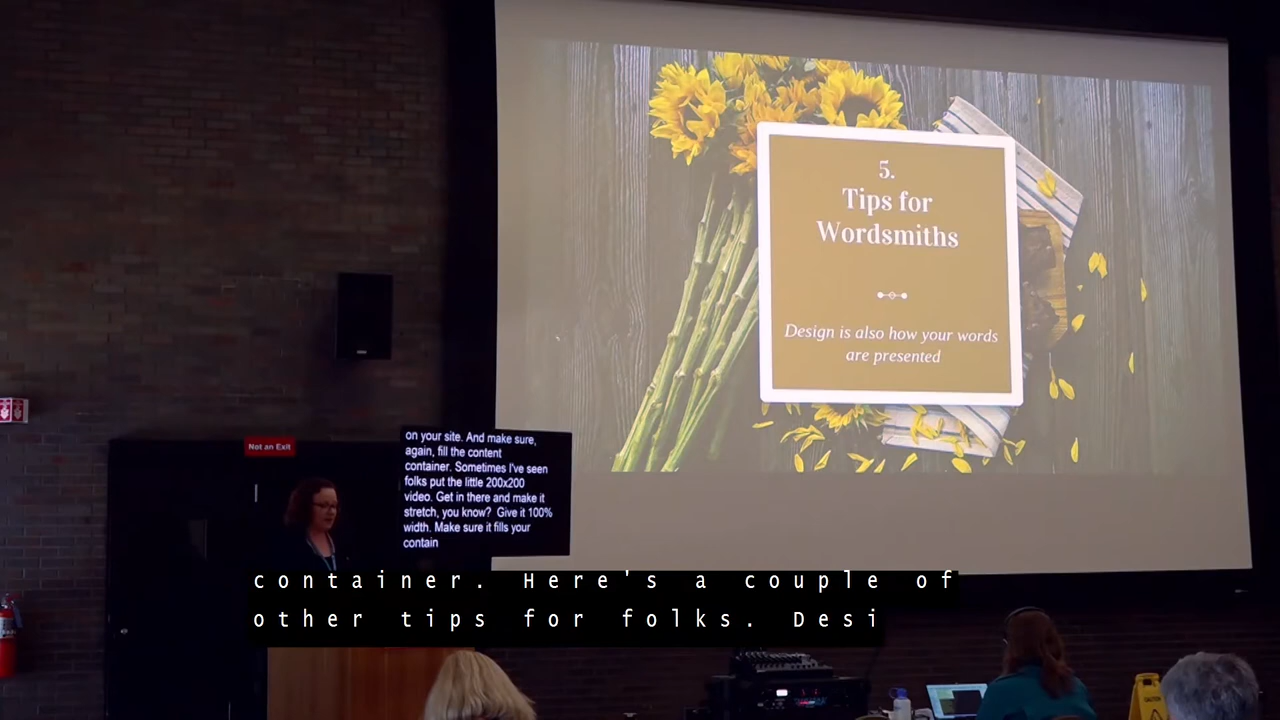 5.
Tips for
Wordsmiths
Design is also how your words
are presented
Not an Exit
on your site. And make sure,
again, fill the content
container. Sometimes I've seen
folks put the little 200x200
video. Get in there and make it
stretch, you know? Give it 100%
width. Make sure it fills your
contain
container. Here's a couple of
other tips for folks. Desi
CAUTION